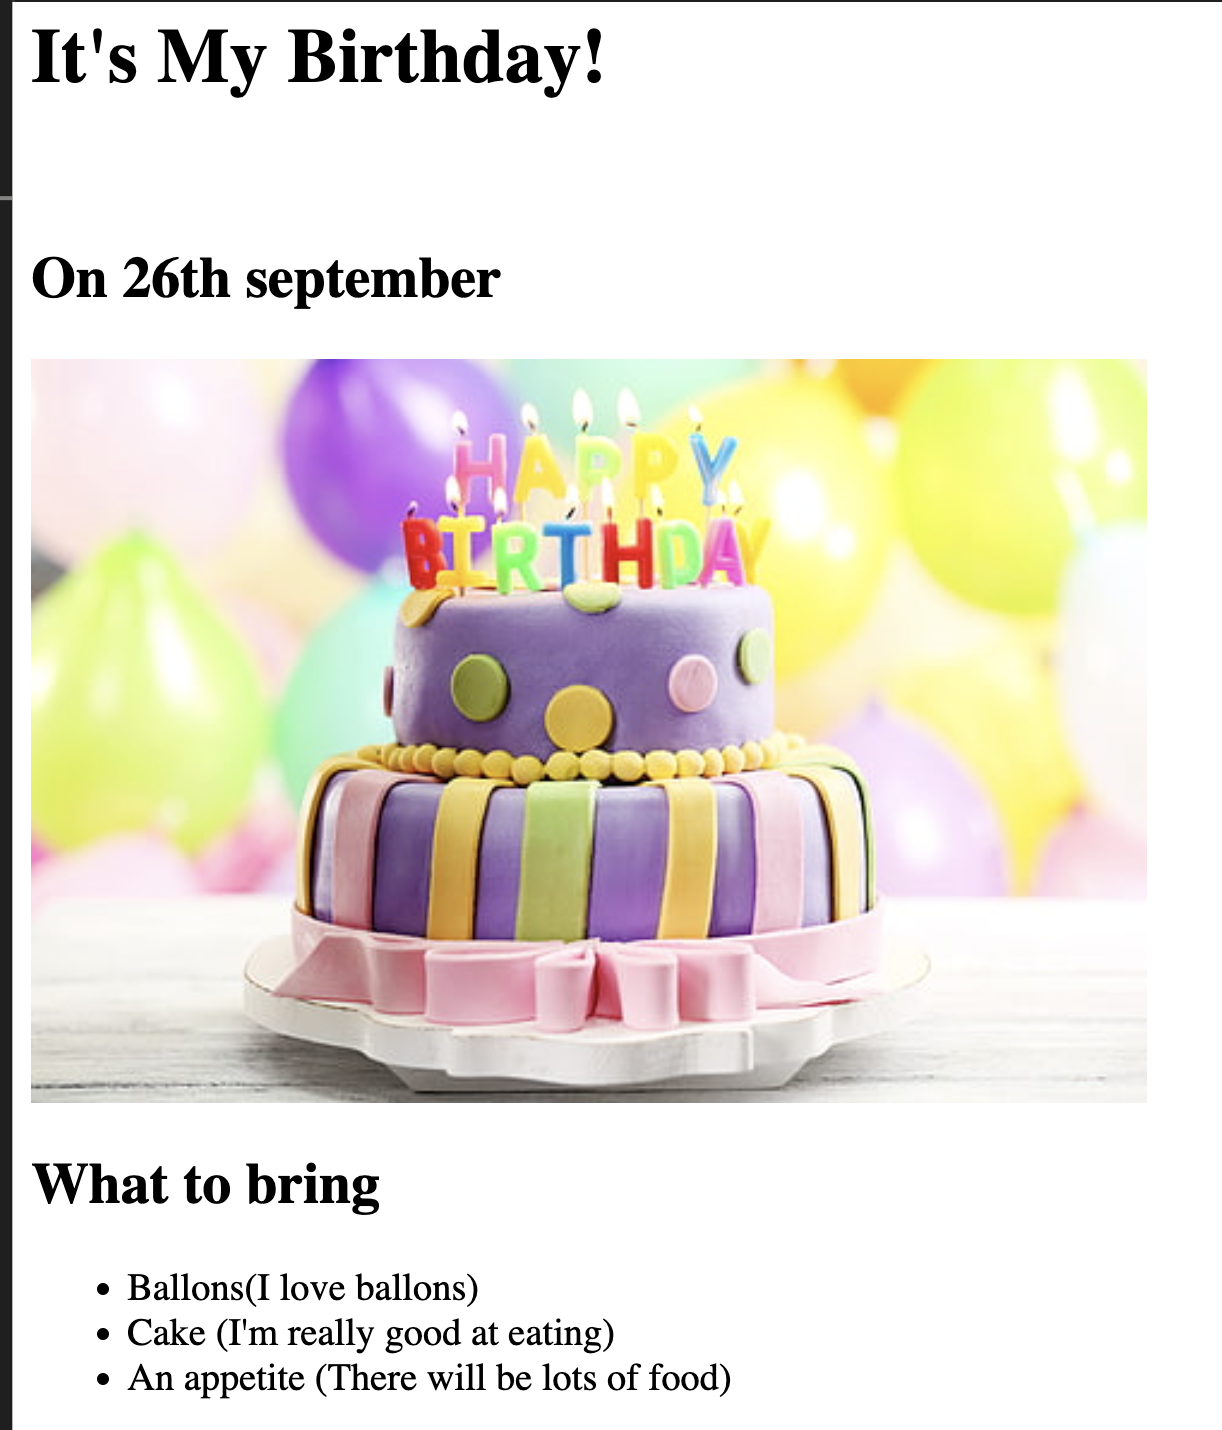 It's My Birthday!
On 26th september
HAPPY
BIRTHDAY
What to bring
Ballons(I love ballons)
Cake (I'm really good at eating)
An appetite (There will be lots of food)